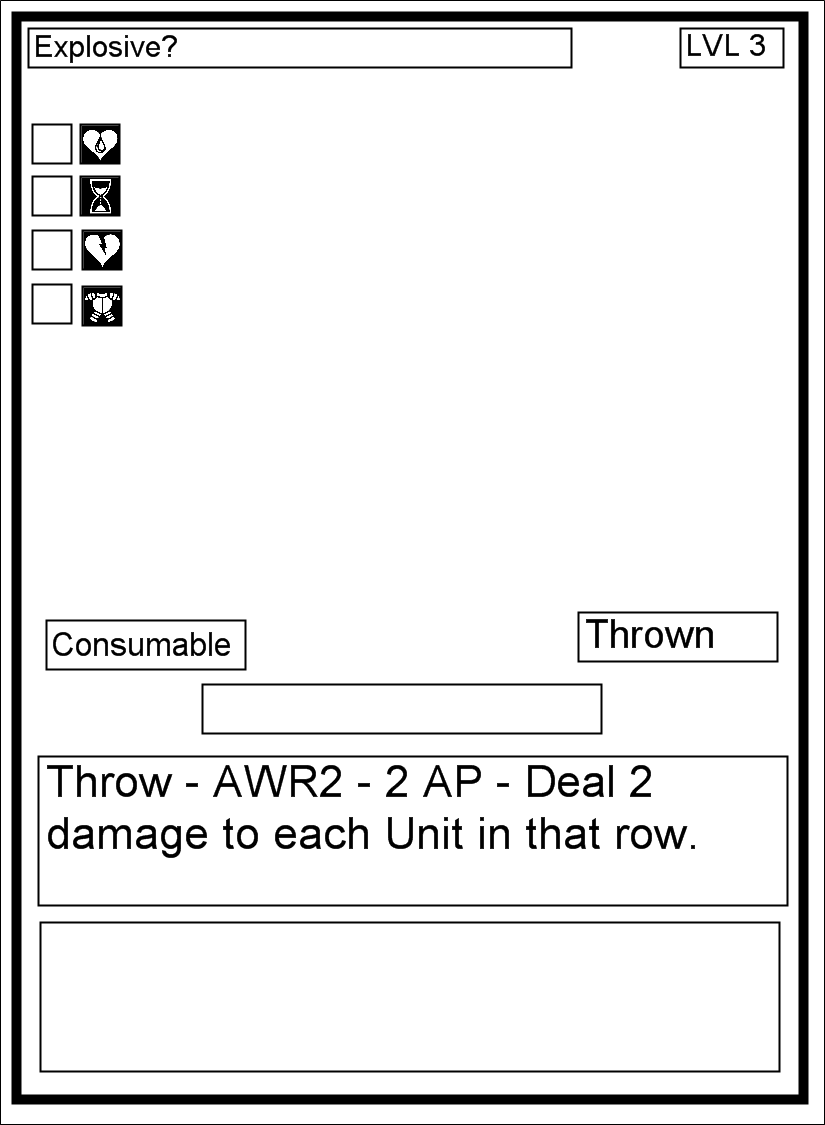 Explosive?
LVL 3
Consumable
Thrown
Throw - AWR2 - 2 AP - Deal 2
damage to each Unit in that row.